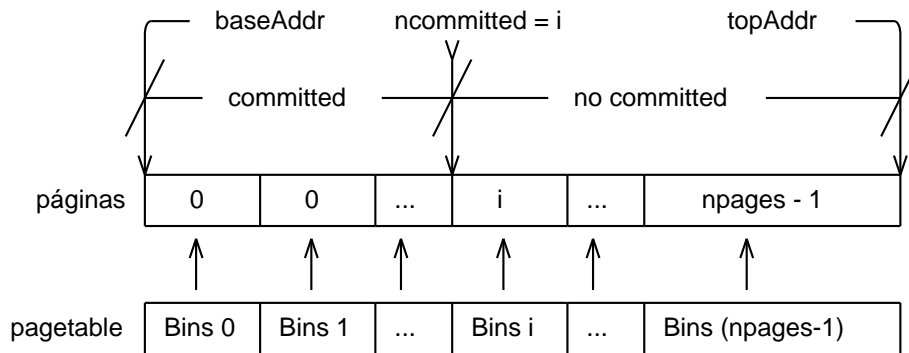 baseAddr ncommitted = i topAddr
committed no committed
páginas 0 0 ... i ... npages - 1
pagetable Bins 0 Bins 1 ... Bins i ... Bins (npages-1)